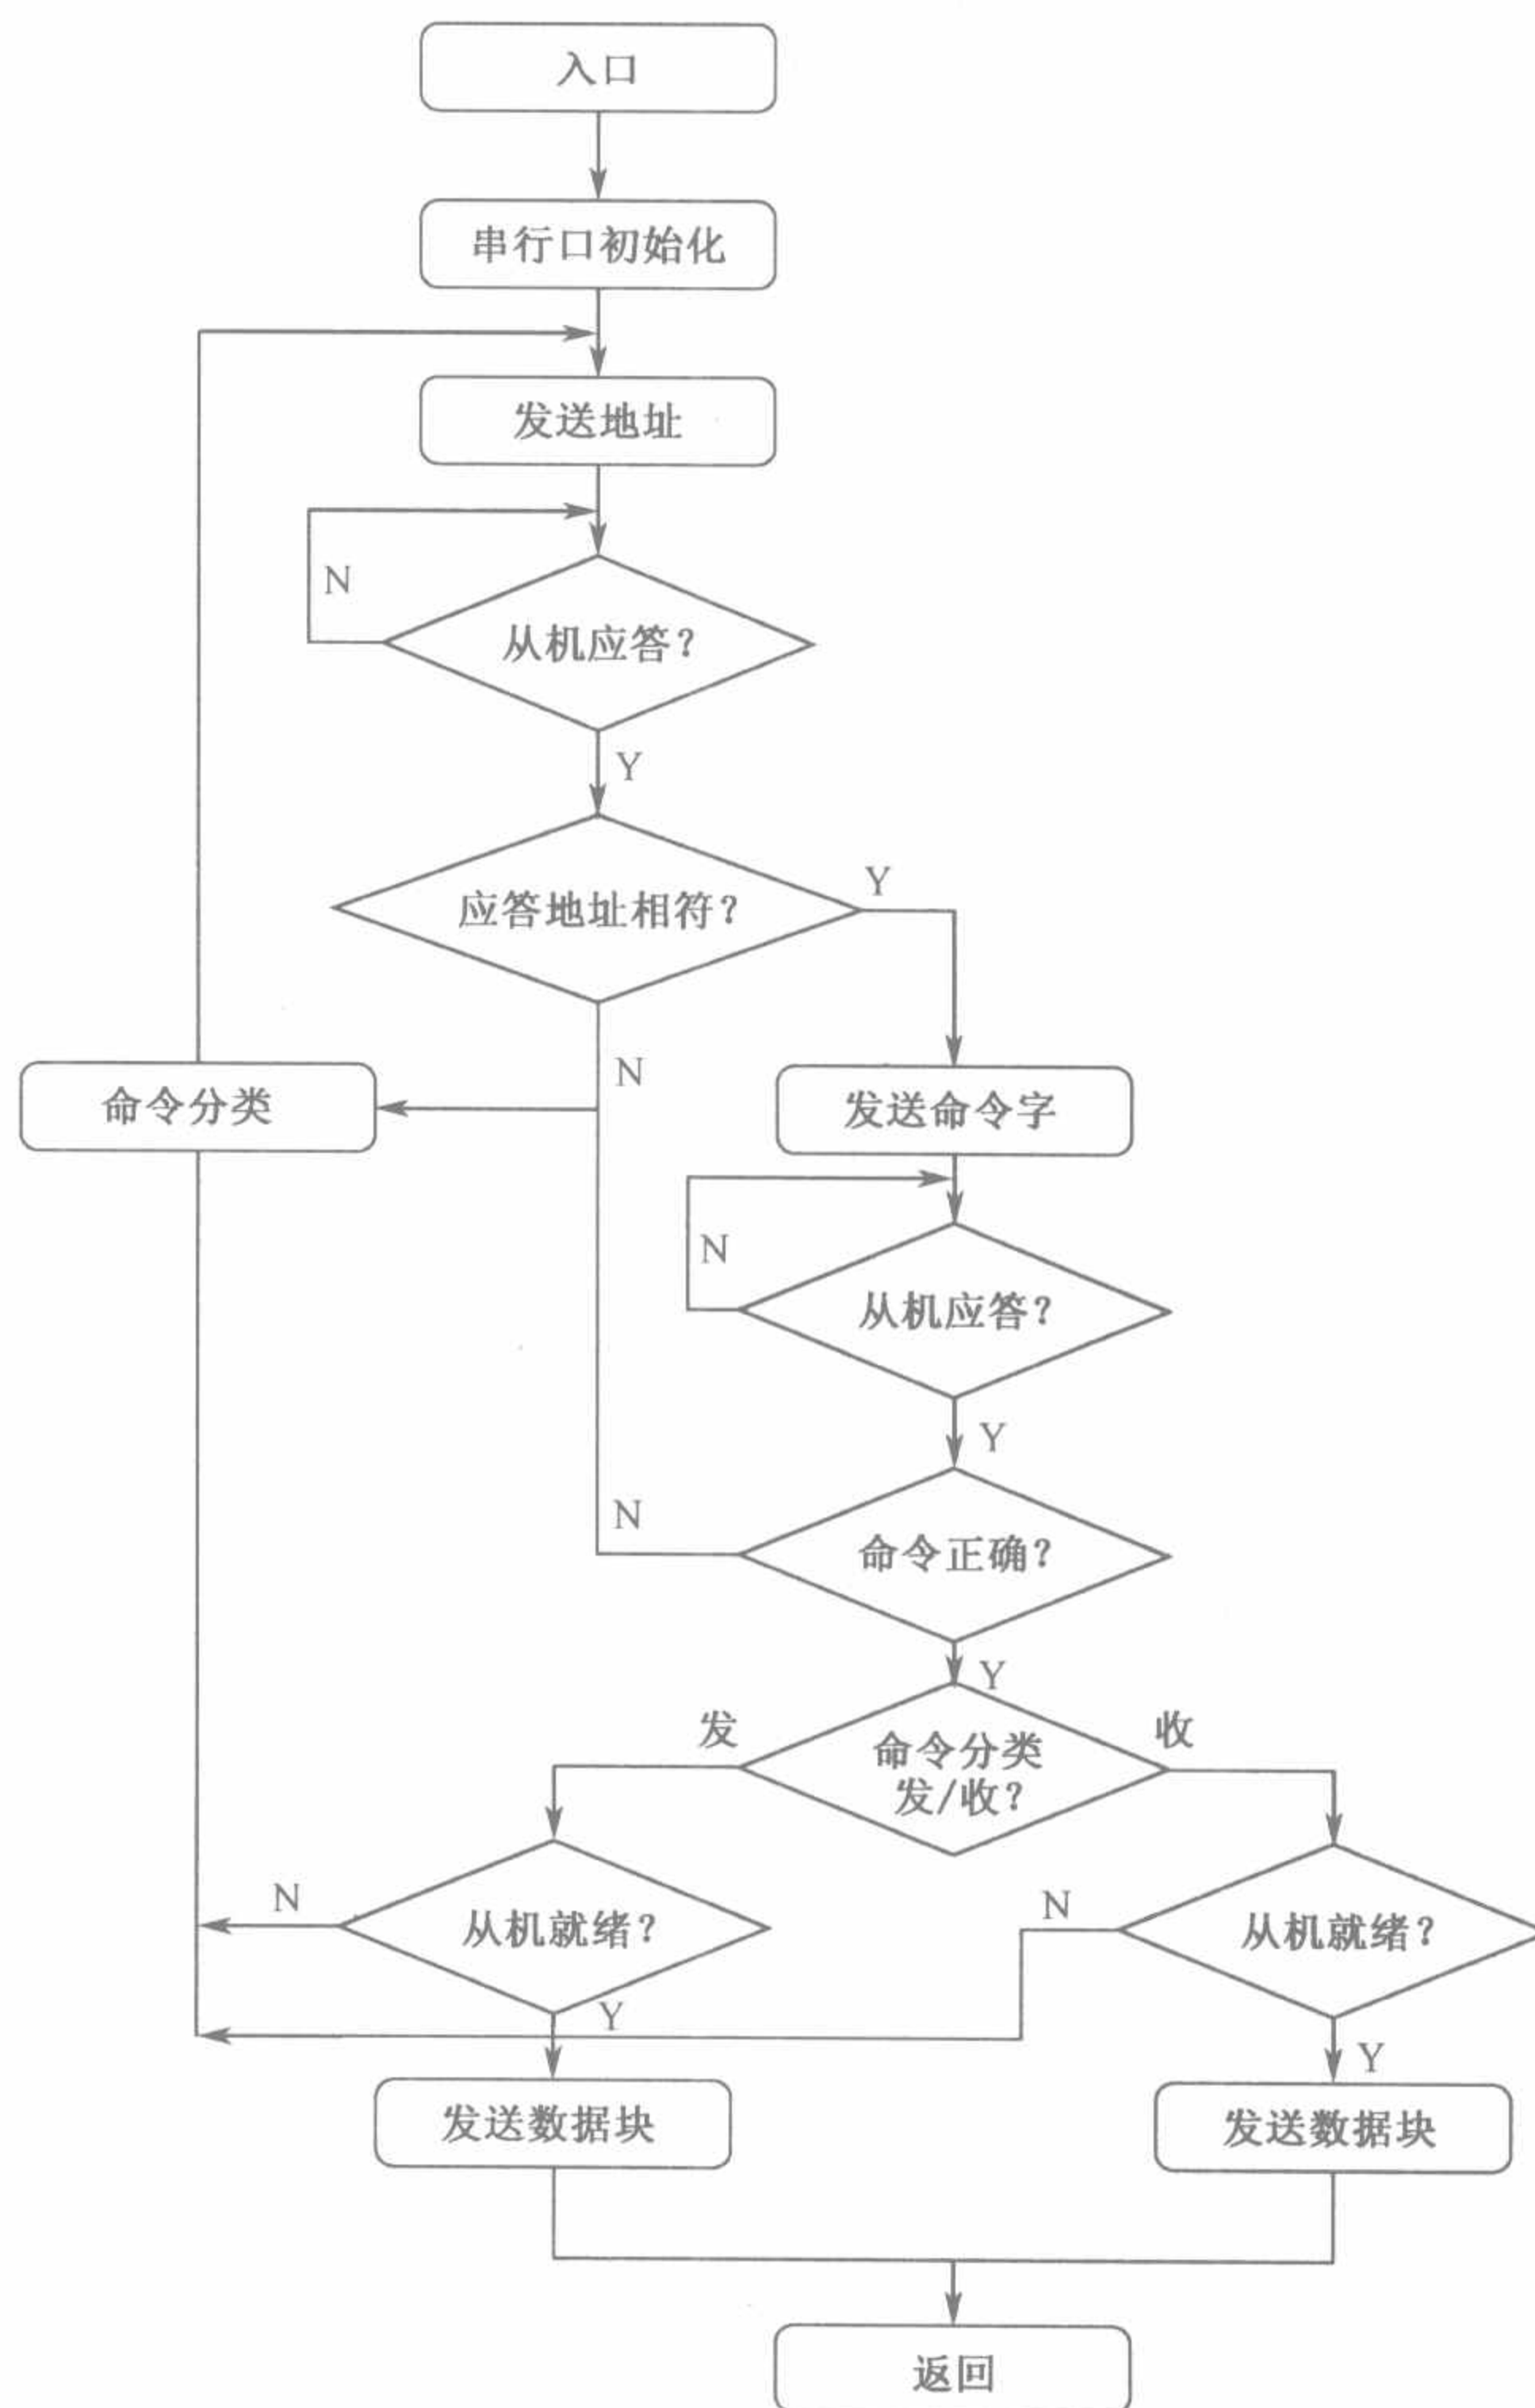 入口
串行口初始化
发送地址
N
从机应答？
Y
应答地址相符？
Y
N
命令分类
发送命令字
N
从机应答？
Y
N
命令正确？
Y
发
命令分类
发/收？
收
N
从机就绪？
Y
N
从机就绪？
Y
发送数据块
发送数据块
返回